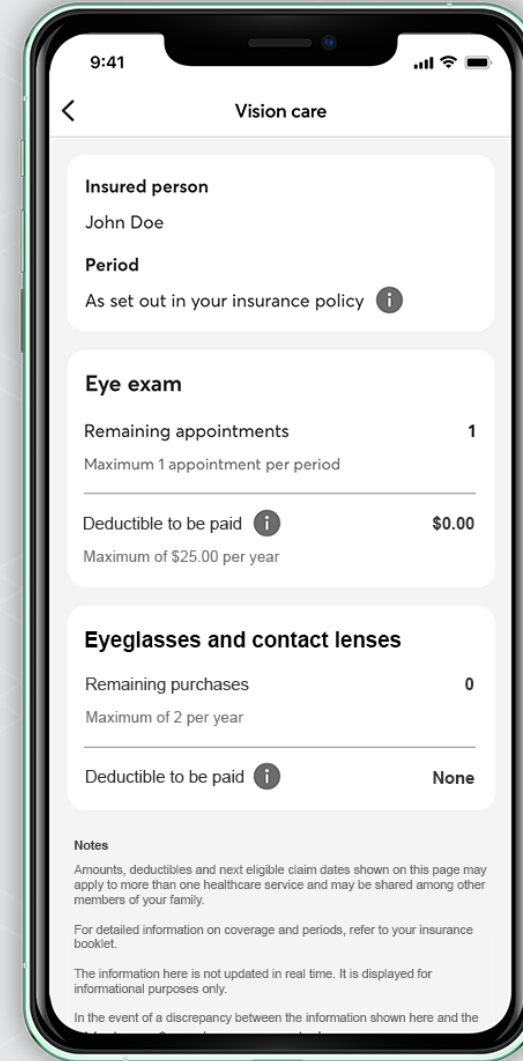 9:41
Vision care
Insured person
John Doe
Period
As set out in your insurance policy i
Eye exam
Remaining appointments 1
Maximum 1 appointment per period
Deductible to be paid i $0.00
Maximum of $25.00 per year
Eyeglasses and contact lenses
Remaining purchases 0
Maximum of 2 per year
Deductible to be paid i None
Notes
Amounts, deductibles and next eligible claim dates shown on this page may
apply to more than one healthcare service and may be shared among other
members of your family.
For detailed information on coverage and periods, refer to your insurance
booklet.
The information here is not updated in real time. It is displayed for
informational purposes only.
In the event of a discrepancy between the information shown here and the